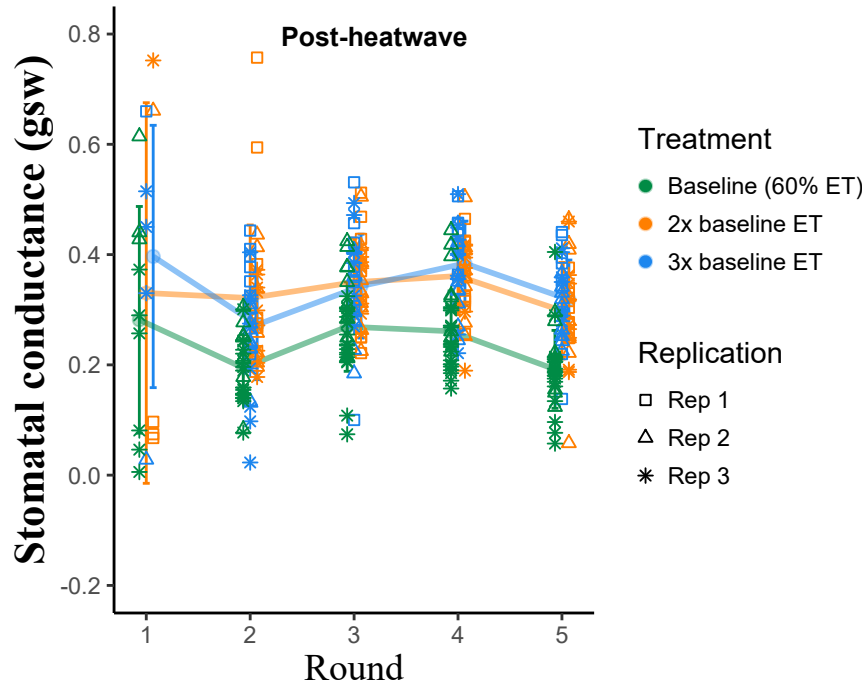 Post-heatwave
Stomatal conductance (gsw)
0.8
0.6
0.4
0.2
0.0
-0.2
1 2 3 4 5
Round
Treatment
Baseline (60% ET)
2x baseline ET
3x baseline ET
Replication
Rep 1
Rep 2
Rep 3